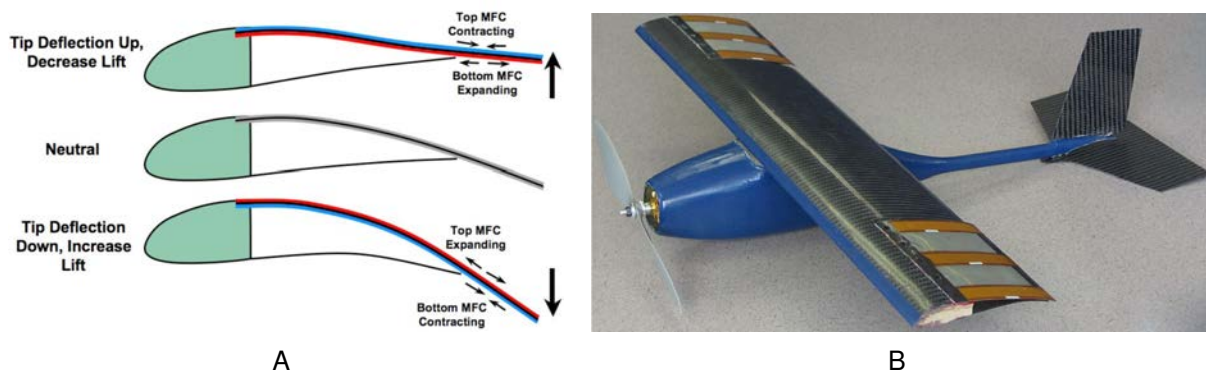 Tip Deflection Up,
Decrease Lift
Top MFC
Contracting
Bottom MFC
Expanding
Neutral
Tip Deflection
Down, Increase
Lift
Top MFC
Expanding
Bottom MFC
Contracting
A
B